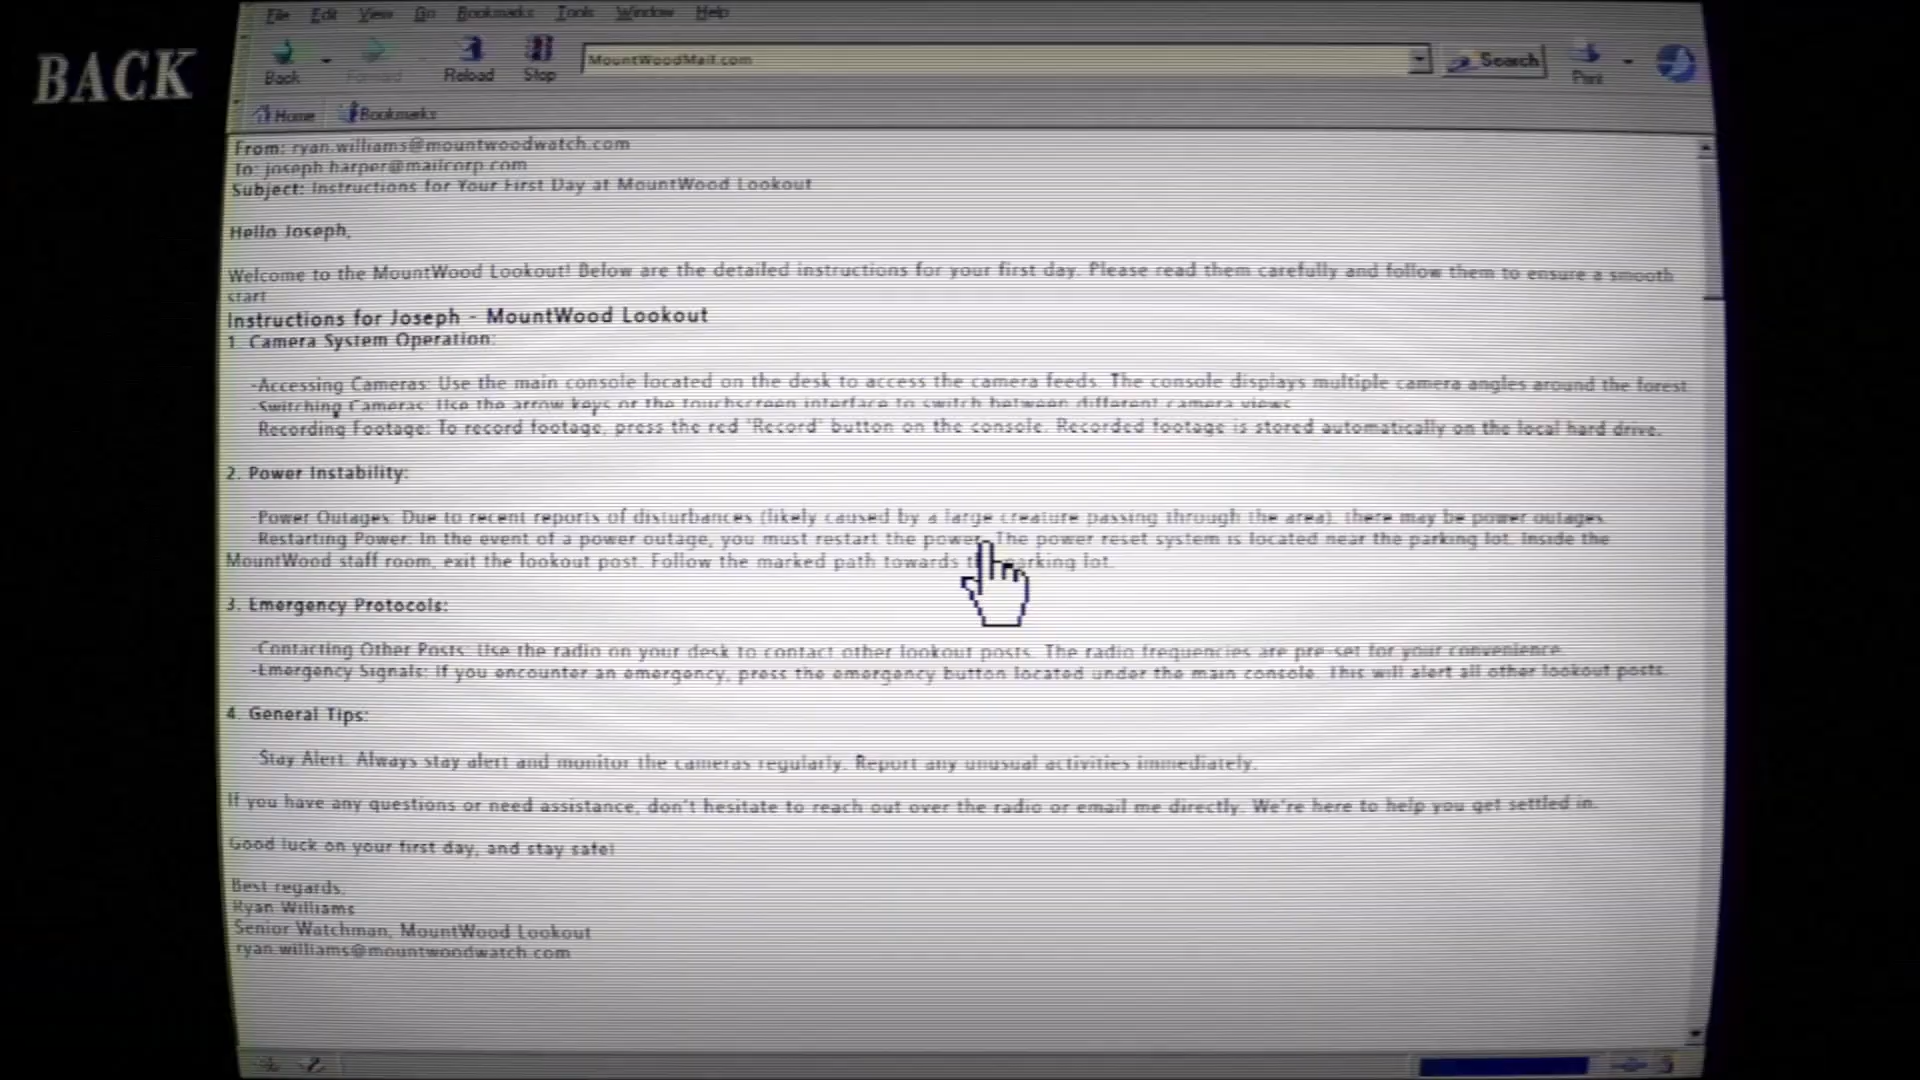 BACK
File Edit View Go Bookmarks Tools Window Help
Back Forward Reload Stop MountWoodMail.com Search Print
Home Bookmarks
From: ryan.williams@mountwoodwatch.com
To: joseph.harper@mailcorp.com
Subject: Instructions for Your First Day at MountWood Lookout
Hello Joseph,
Welcome to the MountWood Lookout! Below are the detailed instructions for your first day. Please read them carefully and follow them to ensure a smooth
start
Instructions for Joseph - MountWood Lookout
1. Camera System Operation:
-Accessing Cameras: Use the main console located on the desk to access the camera feeds. The console displays multiple camera angles around the forest
-Switching Cameras: Use the arrow keys or the touchscreen interface to switch between different camera views
Recording Footage: To record footage, press the red 'Record' button on the console. Recorded footage is stored automatically on the local hard drive.
2. Power Instability:
-Power Outages: Due to recent reports of disturbances (likely caused by a large creature passing through the area), there may be power outages.
-Restarting Power: In the event of a power outage, you must restart the power. The power reset system is located near the parking lot. Inside the
MountWood staff room, exit the lookout post. Follow the marked path towards the parking lot.
3. Emergency Protocols:
-Contacting Other Posts: Use the radio on your desk to contact other lookout posts. The radio frequencies are pre-set for your convenience.
-Emergency Signals: If you encounter an emergency, press the emergency button located under the main console. This will alert all other lookout posts.
4. General Tips:
-Stay Alert: Always stay alert and monitor the cameras regularly. Report any unusual activities immediately.
If you have any questions or need assistance, don't hesitate to reach out over the radio or email me directly. We're here to help you get settled in.
Good luck on your first day, and stay safe!
Best regards,
Ryan Williams
Senior Watchman, MountWood Lookout
ryan.williams@mountwoodwatch.com